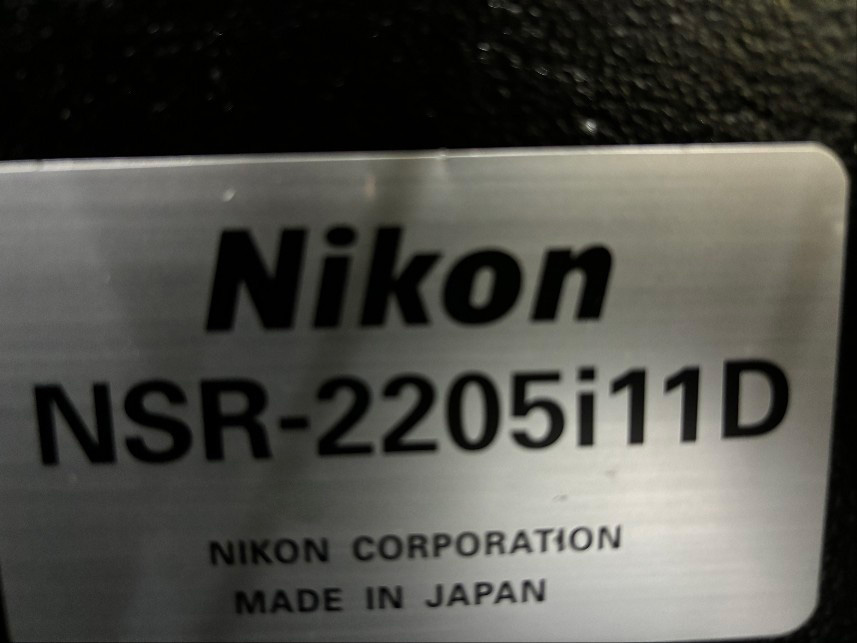 Nikon
NSR-2205i11D
NIKON CORPORATION
MADE IN JAPAN